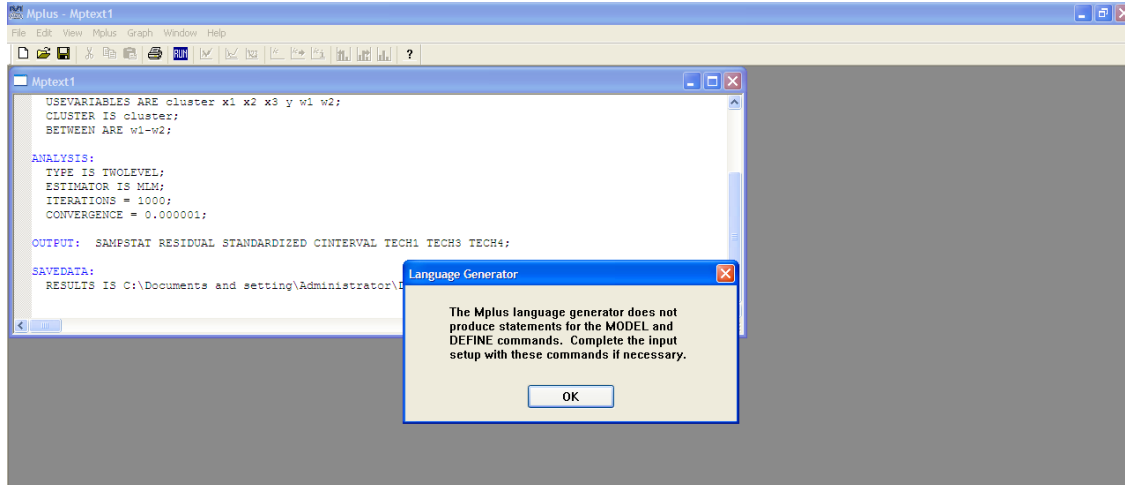 Mplus - Mptext1
File Edit View Mplus Graph Window Help
RUN ?
Mptext1
USEVARIABLES ARE cluster x1 x2 x3 y w1 w2;
CLUSTER IS cluster;
BETWEEN ARE w1-w2;
ANALYSIS:
TYPE IS TWOLEVEL;
ESTIMATOR IS MLM;
ITERATIONS = 1000;
CONVERGENCE = 0.000001;
OUTPUT: SAMPSTAT RESIDUAL STANDARDIZED CINTERVAL TECH1 TECH3 TECH4;
SAVEDATA:
RESULTS IS C:\Documents and setting\Administrator\
Language Generator
The Mplus language generator does not
produce statements for the MODEL and
DEFINE commands. Complete the input
setup with these commands if necessary.
OK